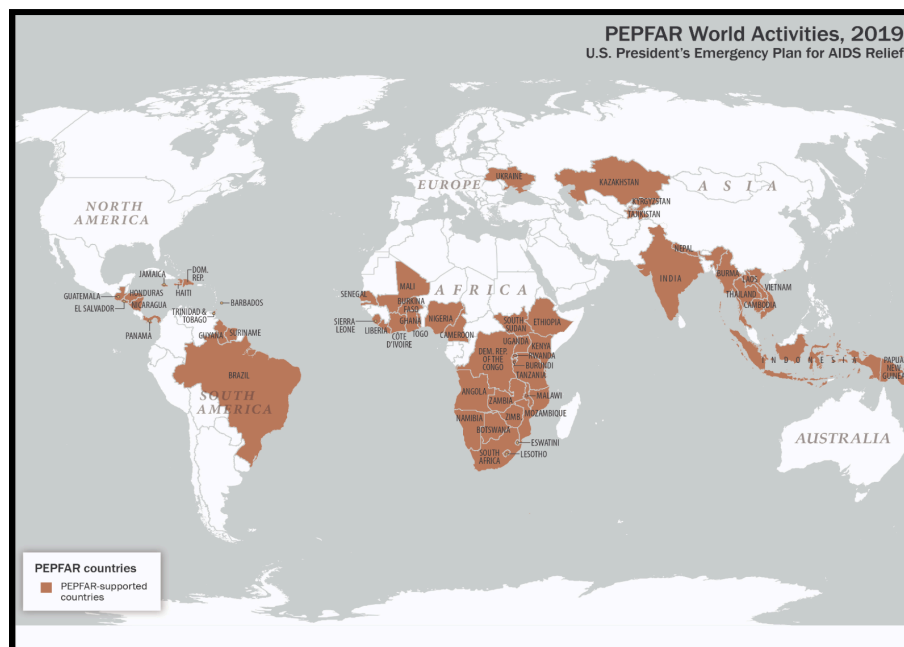 PEPFAR World Activities, 2019
U.S. President's Emergency Plan for AIDS Relief
NORTH
AMERICA
EUROPE
ASIA
UKRAINE
KAZAKHSTAN
KYRGYZSTAN
TAJIKISTAN
NEPAL
INDIA
BURMA
LAOS
VIETNAM
THAILAND
CAMBODIA
INDONESIA
PAPUA
NEW
GUINEA
JAMAICA
DOM.
REP.
HAITI
GUATEMALA
HONDURAS
EL SALVADOR
NICARAGUA
BARBADOS
TRINIDAD &
TOBAGO
PANAMA
GUYANA
SURINAME
BRAZIL
SOUTH
AMERICA
AFRICA
SENEGAL
MALI
BURKINA
FASO
SIERRA
LEONE
LIBERIA
CÔTE
D'IVOIRE
GHANA
TOGO
NIGERIA
CAMEROON
SOUTH
SUDAN
ETHIOPIA
UGANDA
KENYA
RWANDA
BURUNDI
DEM. REP.
OF THE
CONGO
TANZANIA
ANGOLA
ZAMBIA
MALAWI
MOZAMBIQUE
NAMIBIA
ZIMB.
BOTSWANA
ESWATINI
SOUTH
AFRICA
LESOTHO
AUSTRALIA
PEPFAR countries
PEPFAR-supported
countries